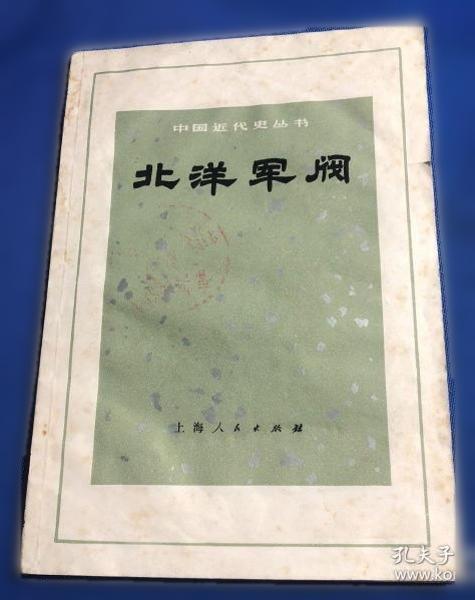 中国近代史丛书
北洋军阀
上海人民出版社
孔夫子
www.ko